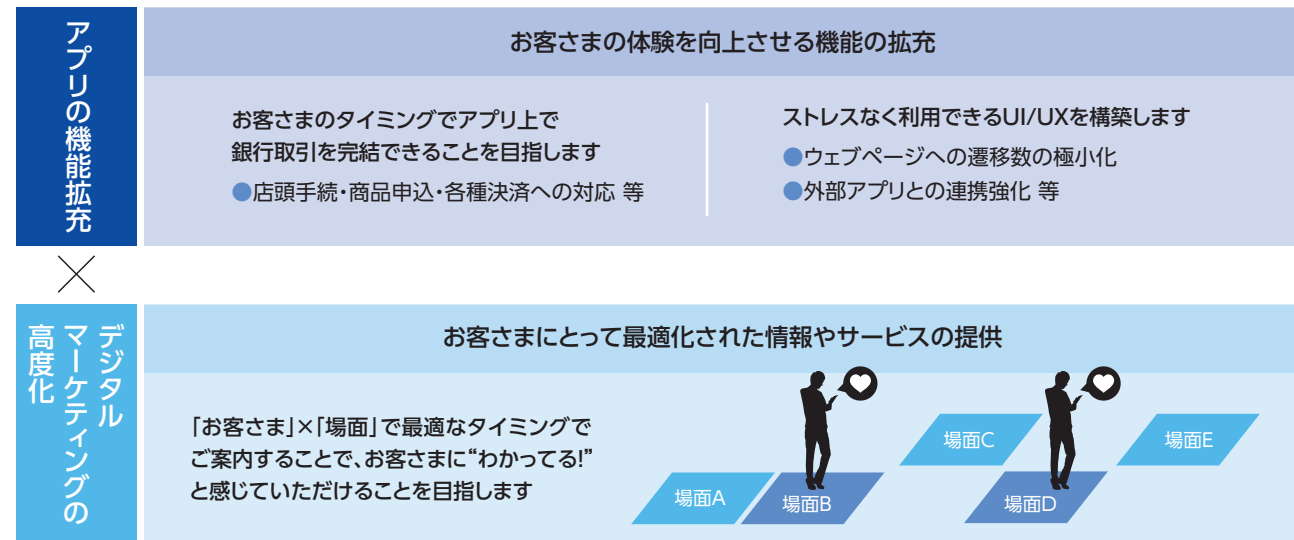 アプリの機能拡充
お客さまの体験を向上させる機能の拡充
お客さまのタイミングでアプリ上で
銀行取引を完結できることを目指します
●店頭手続・商品申込・各種決済への対応 等
ストレスなく利用できるUI/UXを構築します
●ウェブページへの遷移数の極小化
●外部アプリとの連携強化 等
×
デジタル
マーケティングの
高度化
お客さまにとって最適化された情報やサービスの提供
「お客さま」×「場面」で最適なタイミングで
ご案内することで、お客さまに“わかってる!”
と感じていただけることを目指します
場面A
場面B
場面C
場面D
場面E